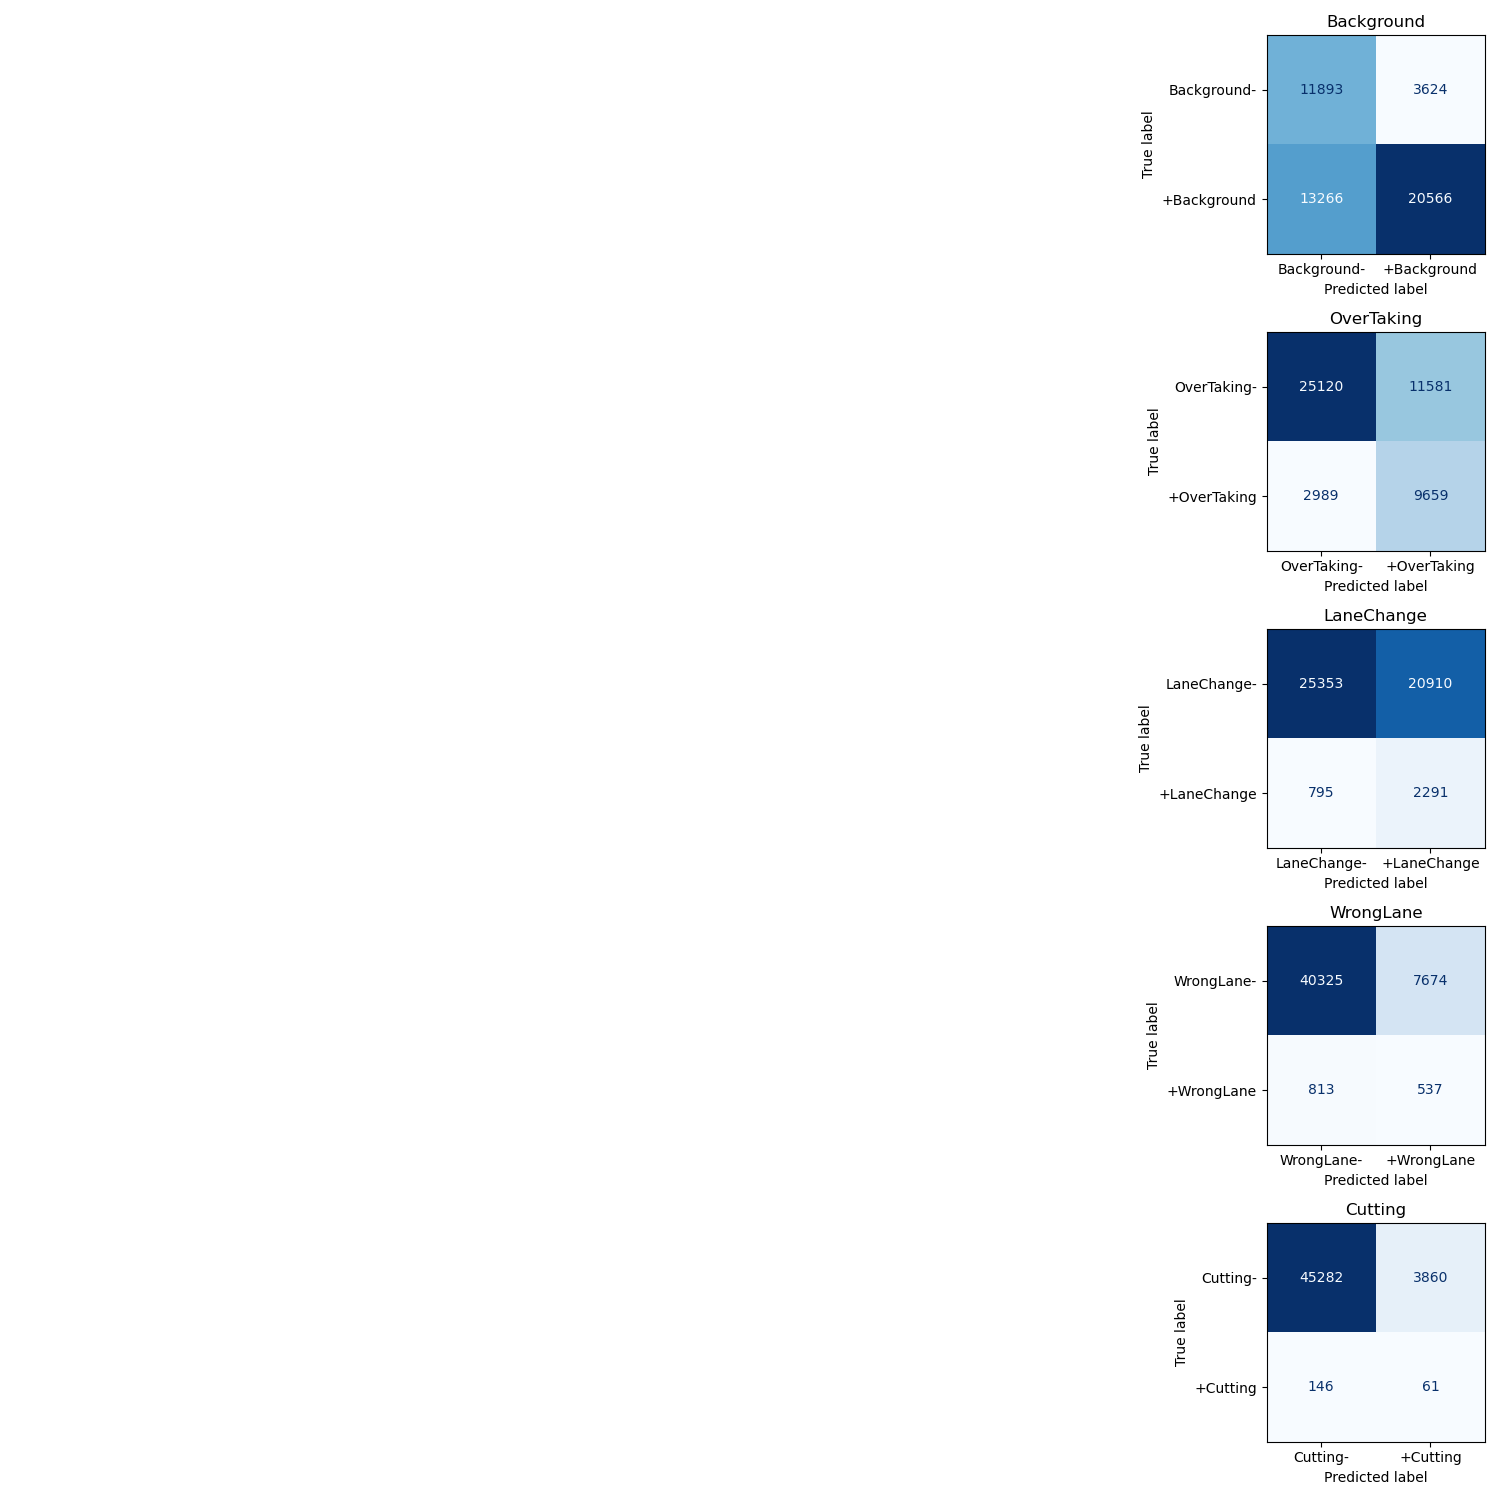 Background
Background-
11893 3624
True label
+Background
13266 20566
Background- +Background
Predicted label
OverTaking
OverTaking-
25120 11581
True label
+OverTaking
2989 9659
OverTaking- +OverTaking
Predicted label
LaneChange
LaneChange-
25353 20910
True label
+LaneChange
795 2291
LaneChange- +LaneChange
Predicted label
WrongLane
WrongLane-
40325 7674
True label
+WrongLane
813 537
WrongLane- +WrongLane
Predicted label
Cutting
Cutting-
45282 3860
True label
+Cutting
146 61
Cutting- +Cutting
Predicted label